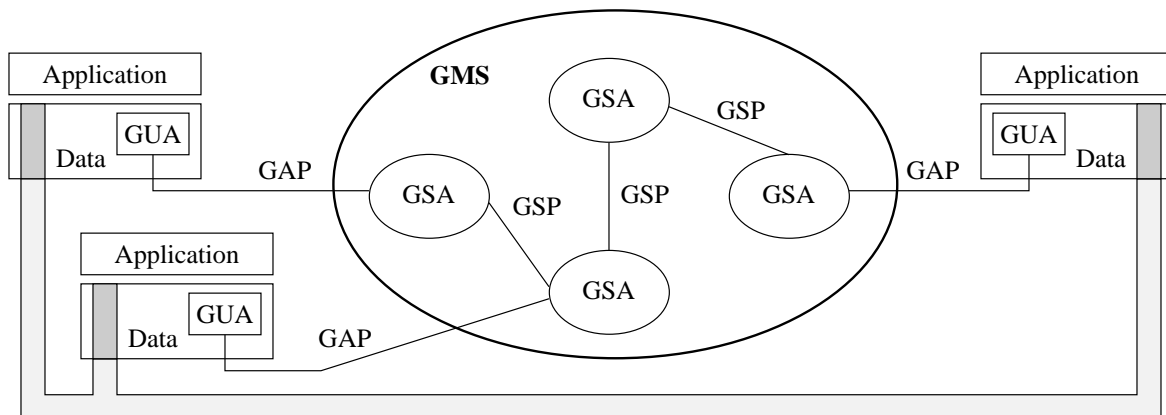 Application
GUA
Data
GAP
GMS
GSA
GSP
GSA
GSP
GSP
GSA
GSA
GAP
Application
GUA
Data
Application
GUA
Data
GAP